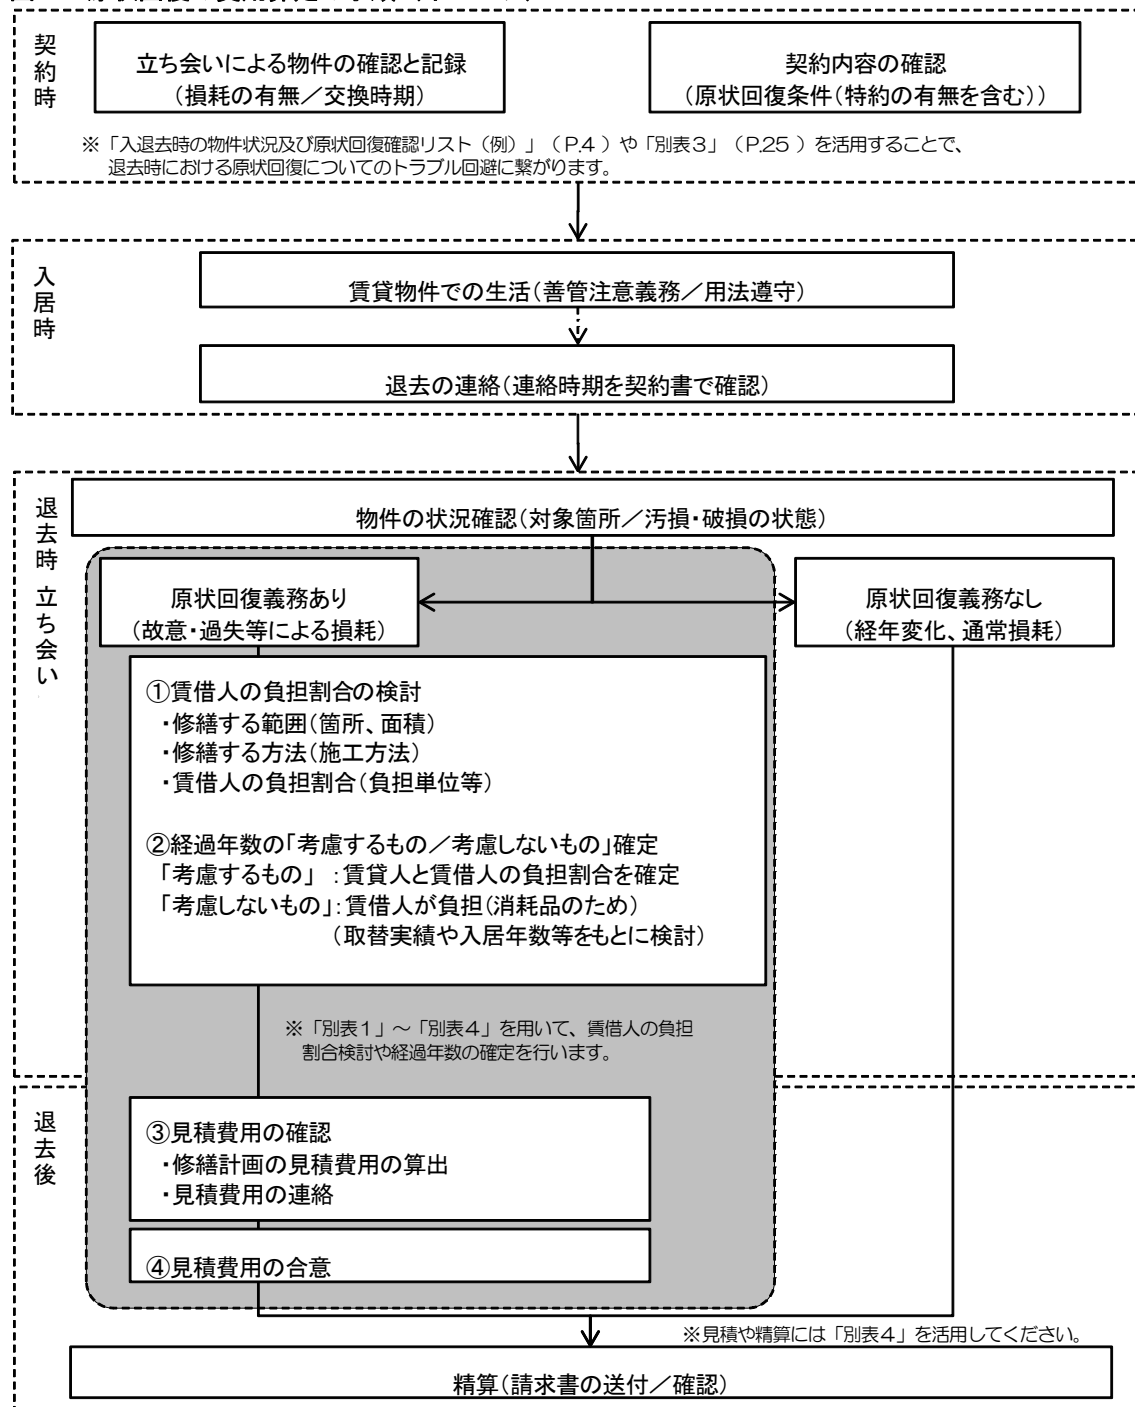 契約時
立ち会いによる物件の確認と記録
(損耗の有無／交換時期)
契約内容の確認
(原状回復条件(特約の有無を含む))
※「入退去時の物件状況及び原状回復確認リスト（例）」（P.4 ）や「別表３」（P.25 ）を活用することで、
退去時における原状回復についてのトラブル回避に繋がります。
入居時
賃貸物件での生活(善管注意義務／用法遵守)
退去の連絡(連絡時期を契約書で確認)
退去時 立ち会い
物件の状況確認(対象箇所／汚損・破損の状態)
原状回復義務あり
(故意・過失等による損耗)
原状回復義務なし
(経年変化、通常損耗)
①賃借人の負担割合の検討
・修繕する範囲(箇所、面積)
・修繕する方法(施工方法)
・賃借人の負担割合(負担単位等)
②経過年数の「考慮するもの／考慮しないもの」確定
「考慮するもの」 ：賃貸人と賃借人の負担割合を確定
「考慮しないもの」：賃借人が負担(消耗品のため)
(取替実績や入居年数等をもとに検討)
※「別表１」～「別表４」を用いて、賃借人の負担
割合検討や経過年数の確定を行います。
退去後
③見積費用の確認
・修繕計画の見積費用の算出
・見積費用の連絡
④見積費用の合意
※見積や精算には「別表４」を活用してください。
精算(請求書の送付／確認)